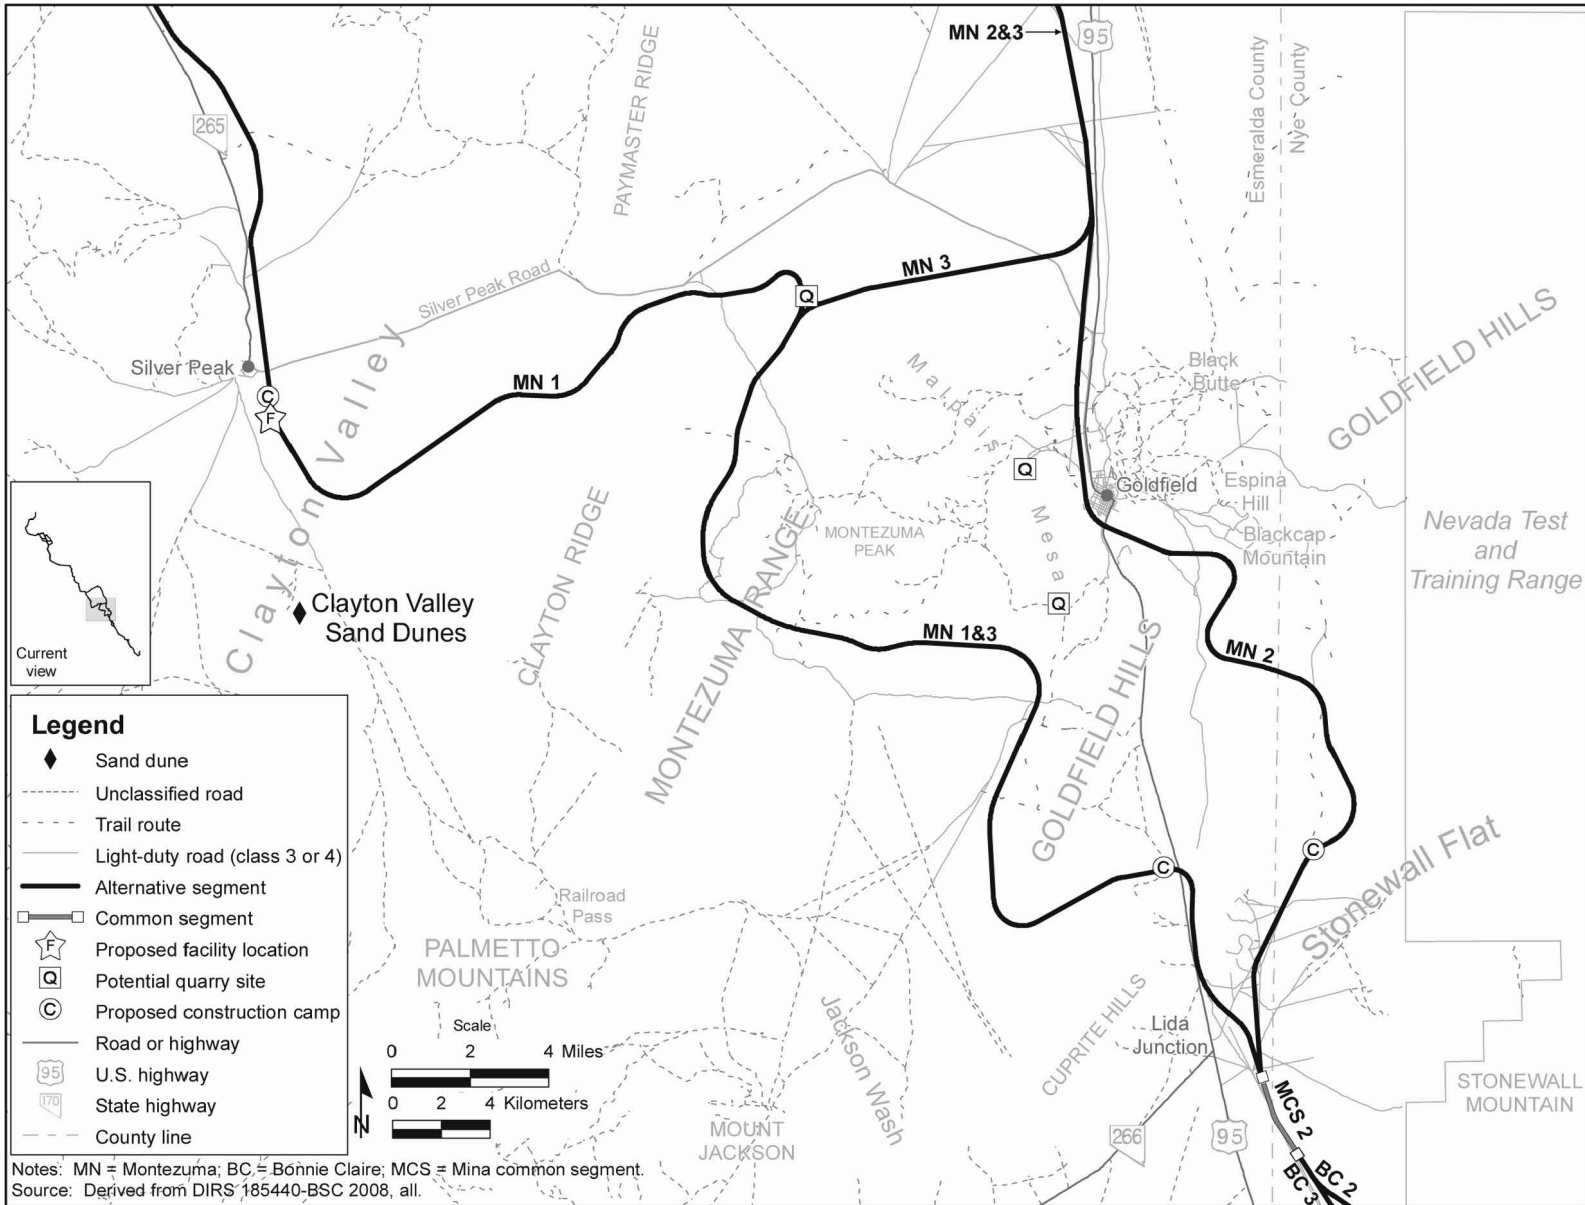 MN 2&3
95
Esmeralda County
Nye County
PAYMASTER RIDGE
265
MN 3
Silver Peak Road
Q
Silver Peak
Clayton Valley
MN 1
C
F
Malpais
Mesa
Black
Butte
GOLDFIELD HILLS
Q
Goldfield
Espina
Hill
Blackcap
Mountain
Nevada Test
and
Training Range
MONTEZUMA
PEAK
CLAYTON RIDGE
MONTEZUMA RANGE
Q
Clayton Valley
Sand Dunes
MN 1&3
MN 2
GOLDFIELD HILLS
Current
view
C
C
Stonewall Flat
Railroad
Pass
PALMETTO
MOUNTAINS
Jackson Wash
CUPRITE HILLS
Lida
Junction
STONEWALL
MOUNTAIN
MOUNT
JACKSON
266
95
MCS 2
BC 2
BC 3
Legend
Sand dune
Unclassified road
Trail route
Light-duty road (class 3 or 4)
Alternative segment
Common segment
F
Proposed facility location
Q
Potential quarry site
C
Proposed construction camp
Road or highway
95
U.S. highway
170
State highway
County line
Scale
0 2 4 Miles
0 2 4 Kilometers
N
Notes: MN = Montezuma; BC = Bonnie Claire; MCS = Mina common segment.
Source: Derived from DIRS 185440-BSC 2008, all.